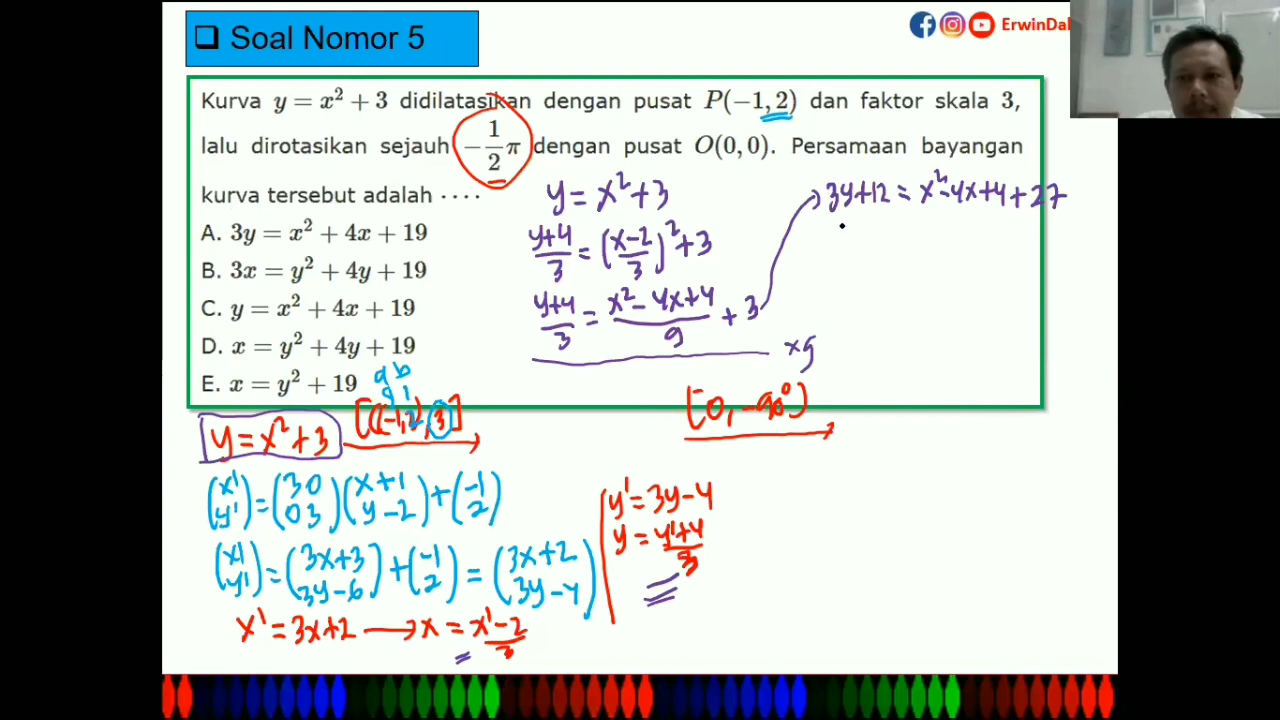 ❑ Soal Nomor 5
ErwinDal
Kurva y = x² + 3 didilatasikan dengan pusat P(−1, 2) dan faktor skala 3,
lalu dirotasikan sejauh −1/2 π dengan pusat O(0, 0). Persamaan bayangan
kurva tersebut adalah ····
A. 3y = x² + 4x + 19
B. 3x = y² + 4y + 19
C. y = x² + 4x + 19
D. x = y² + 4y + 19
E. x = y² + 19
y = x² + 3
(y+4)/3 = ((x−2)/3)² + 3
(y+4)/3 = (x² − 4x + 4)/9 + 3
×9
3y+12 = x² − 4x + 4 + 27
a b
y = x² + 3
[(−1, 2), 3]
[0, −90°]
(x' y') = (3 0 0 3)(x+1 y−2) + (−1 2)
(x' y') = (3x+3 3y−6) + (−1 2) = (3x+2 3y−4)
x' = 3x+2 → x = (x'−2)/3
y' = 3y−4
y = (y'+4)/3